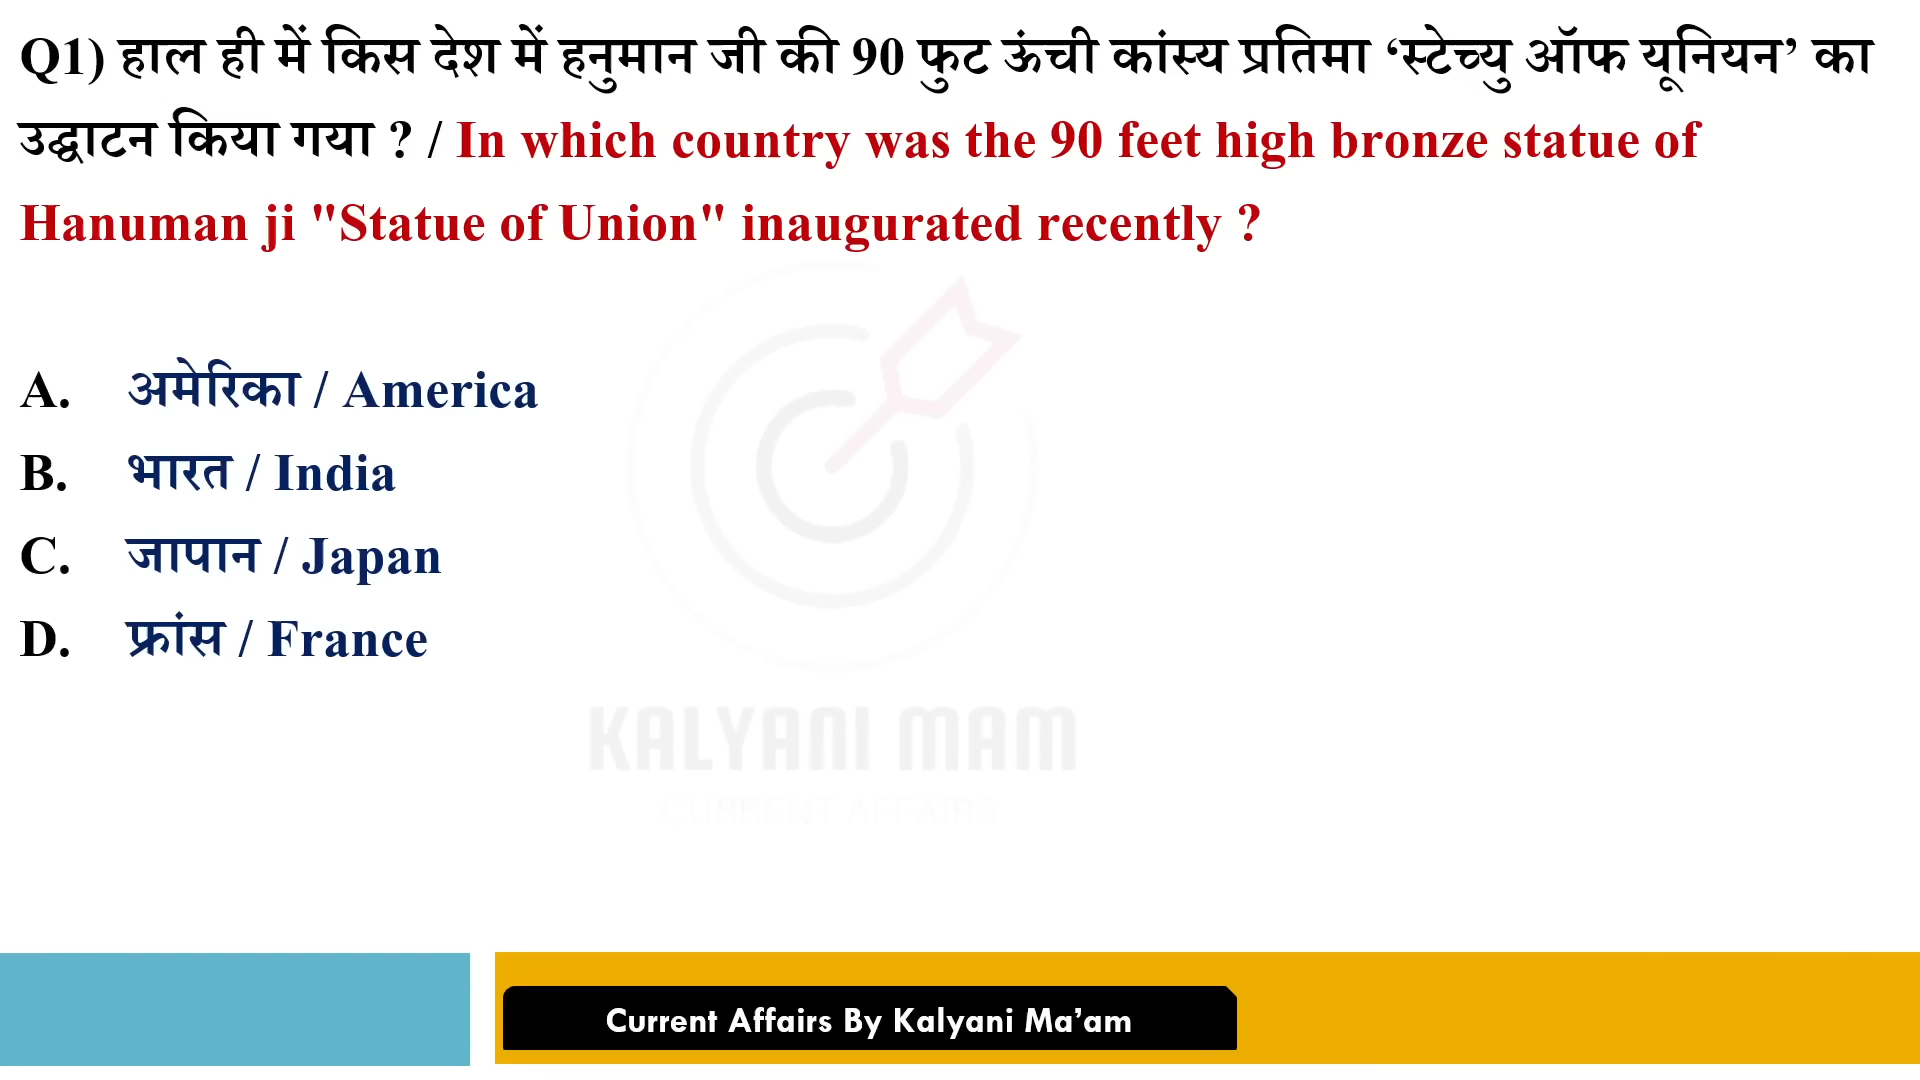 Q1) हाल ही में किस देश में हनुमान जी की 90 फुट ऊंची कांस्य प्रतिमा ‘स्टेच्यु ऑफ यूनियन’ का
उद्घाटन किया गया ? / In which country was the 90 feet high bronze statue of
Hanuman ji "Statue of Union" inaugurated recently ?
A. अमेरिका / America
B. भारत / India
C. जापान / Japan
D. फ्रांस / France
KALYANI MAM
CURRENT AFFAIRS
Current Affairs By Kalyani Ma’am